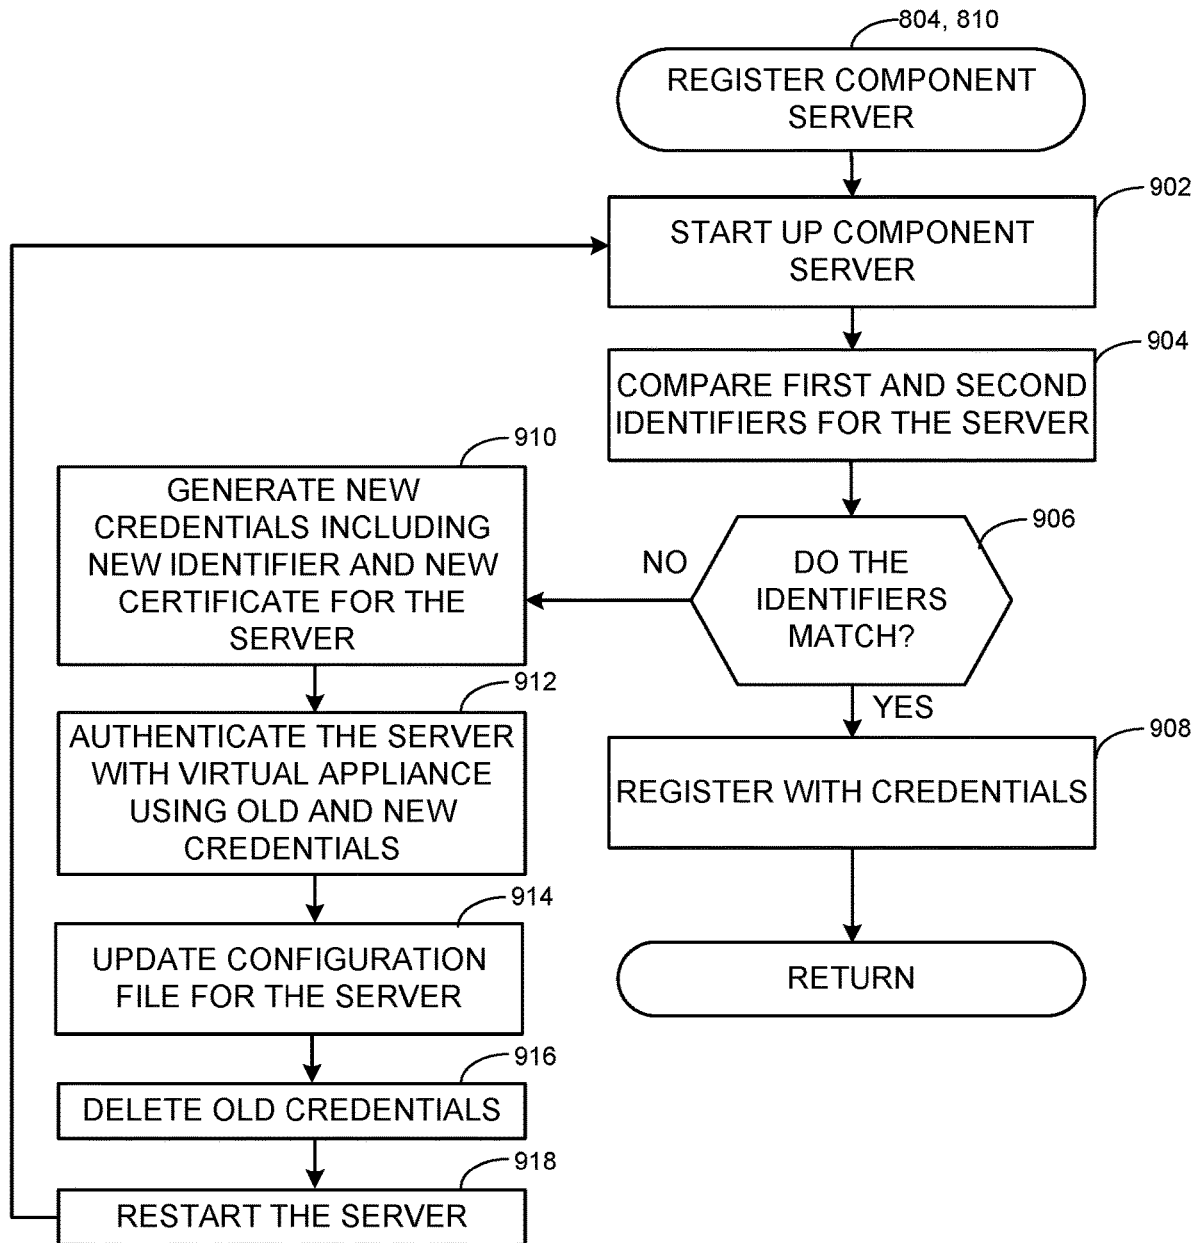 804, 810
REGISTER COMPONENT
SERVER
902
START UP COMPONENT
SERVER
904
COMPARE FIRST AND SECOND
IDENTIFIERS FOR THE SERVER
906
DO THE
IDENTIFIERS
MATCH?
NO
YES
908
REGISTER WITH CREDENTIALS
RETURN
910
GENERATE NEW
CREDENTIALS INCLUDING
NEW IDENTIFIER AND NEW
CERTIFICATE FOR THE
SERVER
912
AUTHENTICATE THE SERVER
WITH VIRTUAL APPLIANCE
USING OLD AND NEW
CREDENTIALS
914
UPDATE CONFIGURATION
FILE FOR THE SERVER
916
DELETE OLD CREDENTIALS
918
RESTART THE SERVER